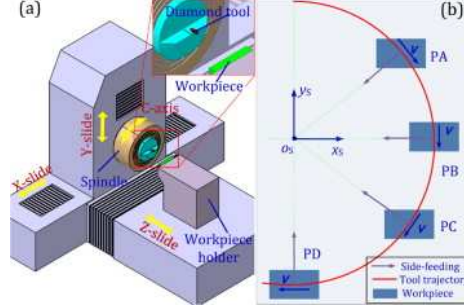 (a)
Diamond tool
Workpiece
C-axis
Y-slide
Spindle
X-slide
Z-slide
Workpiece
holder
(b)
v
PA
yS
oS
xS
v
PB
v
PC
PD
v
Side-feeding
Tool trajector
Workpiece